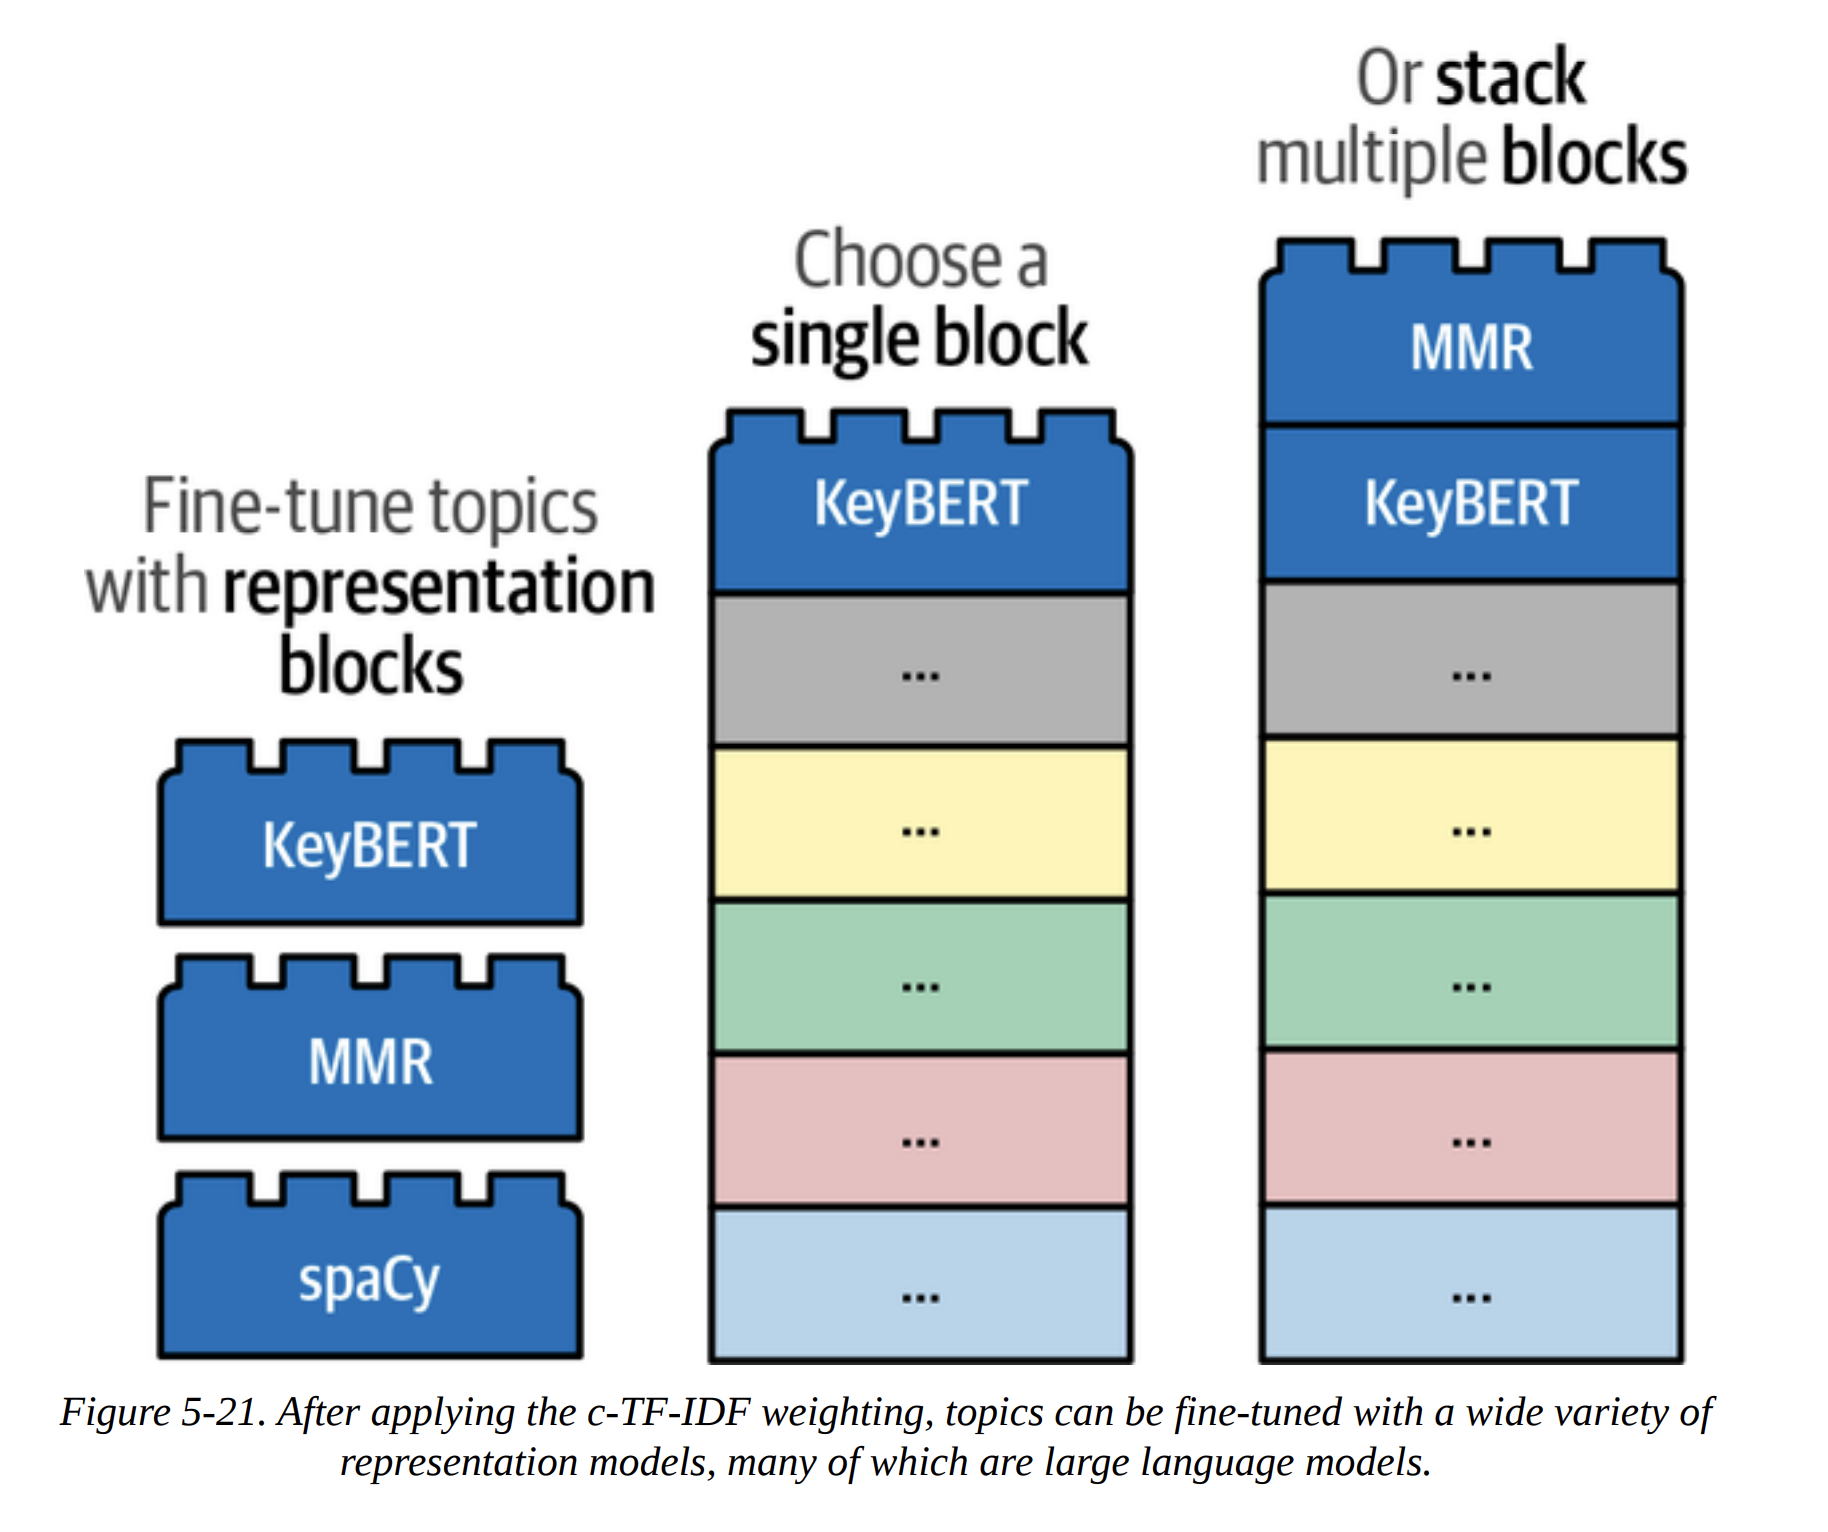 Fine-tune topics
with representation
blocks
KeyBERT
MMR
spaCy
Choose a
single block
KeyBERT
...
...
...
...
...
Or stack
multiple blocks
MMR
KeyBERT
...
...
...
...
...
Figure 5-21. After applying the c-TF-IDF weighting, topics can be fine-tuned with a wide variety of
representation models, many of which are large language models.